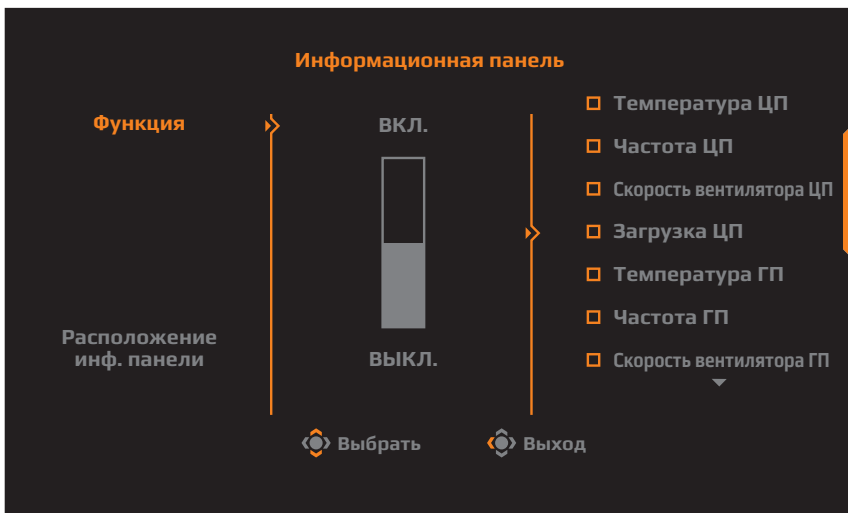 Информационная панель
Функция
Расположение
инф. панели
ВКЛ.
ВЫКЛ.
Температура ЦП
Частота ЦП
Скорость вентилятора ЦП
Загрузка ЦП
Температура ГП
Частота ГП
Скорость вентилятора ГП
Выбрать
Выход